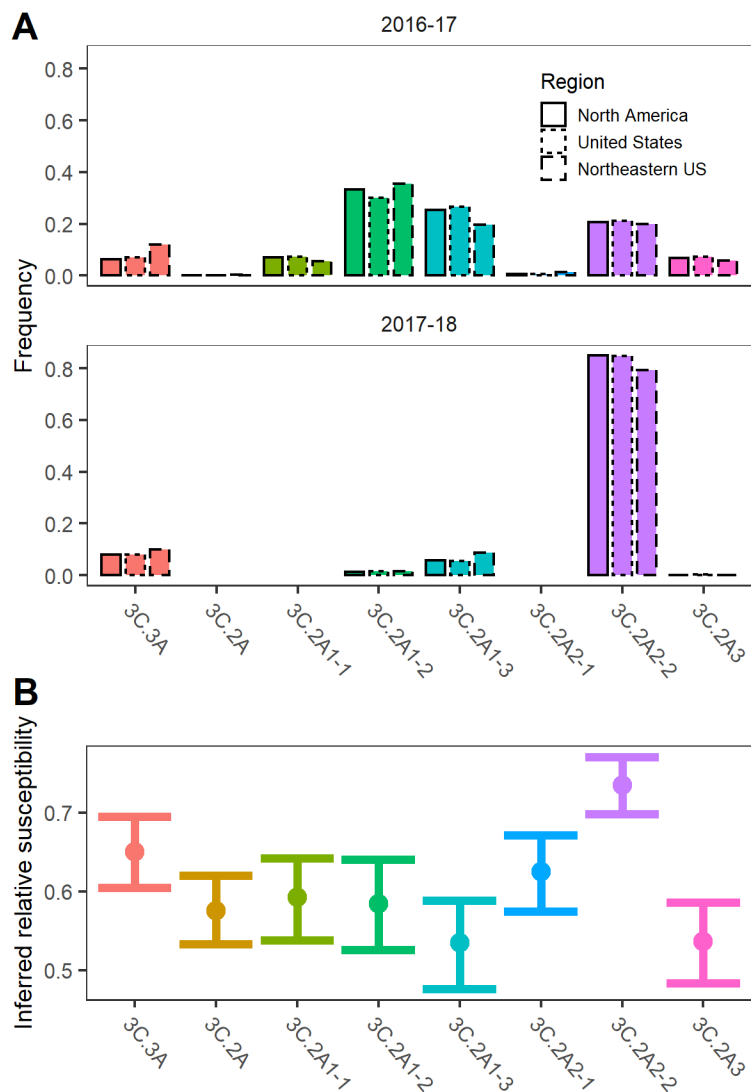 A
2016-17
Region
North America
United States
Northeastern US
0.8
0.6
0.4
0.2
0.0
Frequency
2017-18
0.8
0.6
0.4
0.2
0.0
3C.3A
3C.2A
3C.2A1-1
3C.2A1-2
3C.2A1-3
3C.2A2-1
3C.2A2-2
3C.2A3
B
Inferred relative susceptibility
0.7
0.6
0.5
3C.3A
3C.2A
3C.2A1-1
3C.2A1-2
3C.2A1-3
3C.2A2-1
3C.2A2-2
3C.2A3